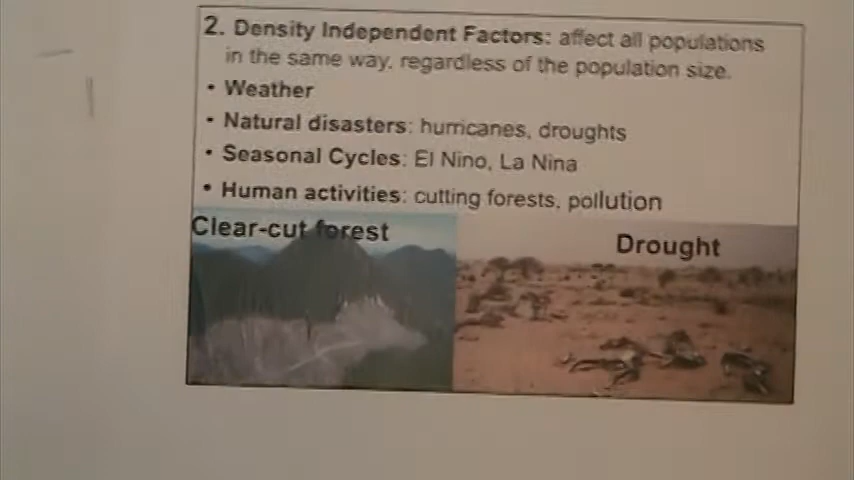 2. Density Independent Factors: affect all populations
in the same way, regardless of the population size.
• Weather
• Natural disasters: hurricanes, droughts
• Seasonal Cycles: El Nino, La Nina
• Human activities: cutting forests, pollution
Clear-cut forest
Drought